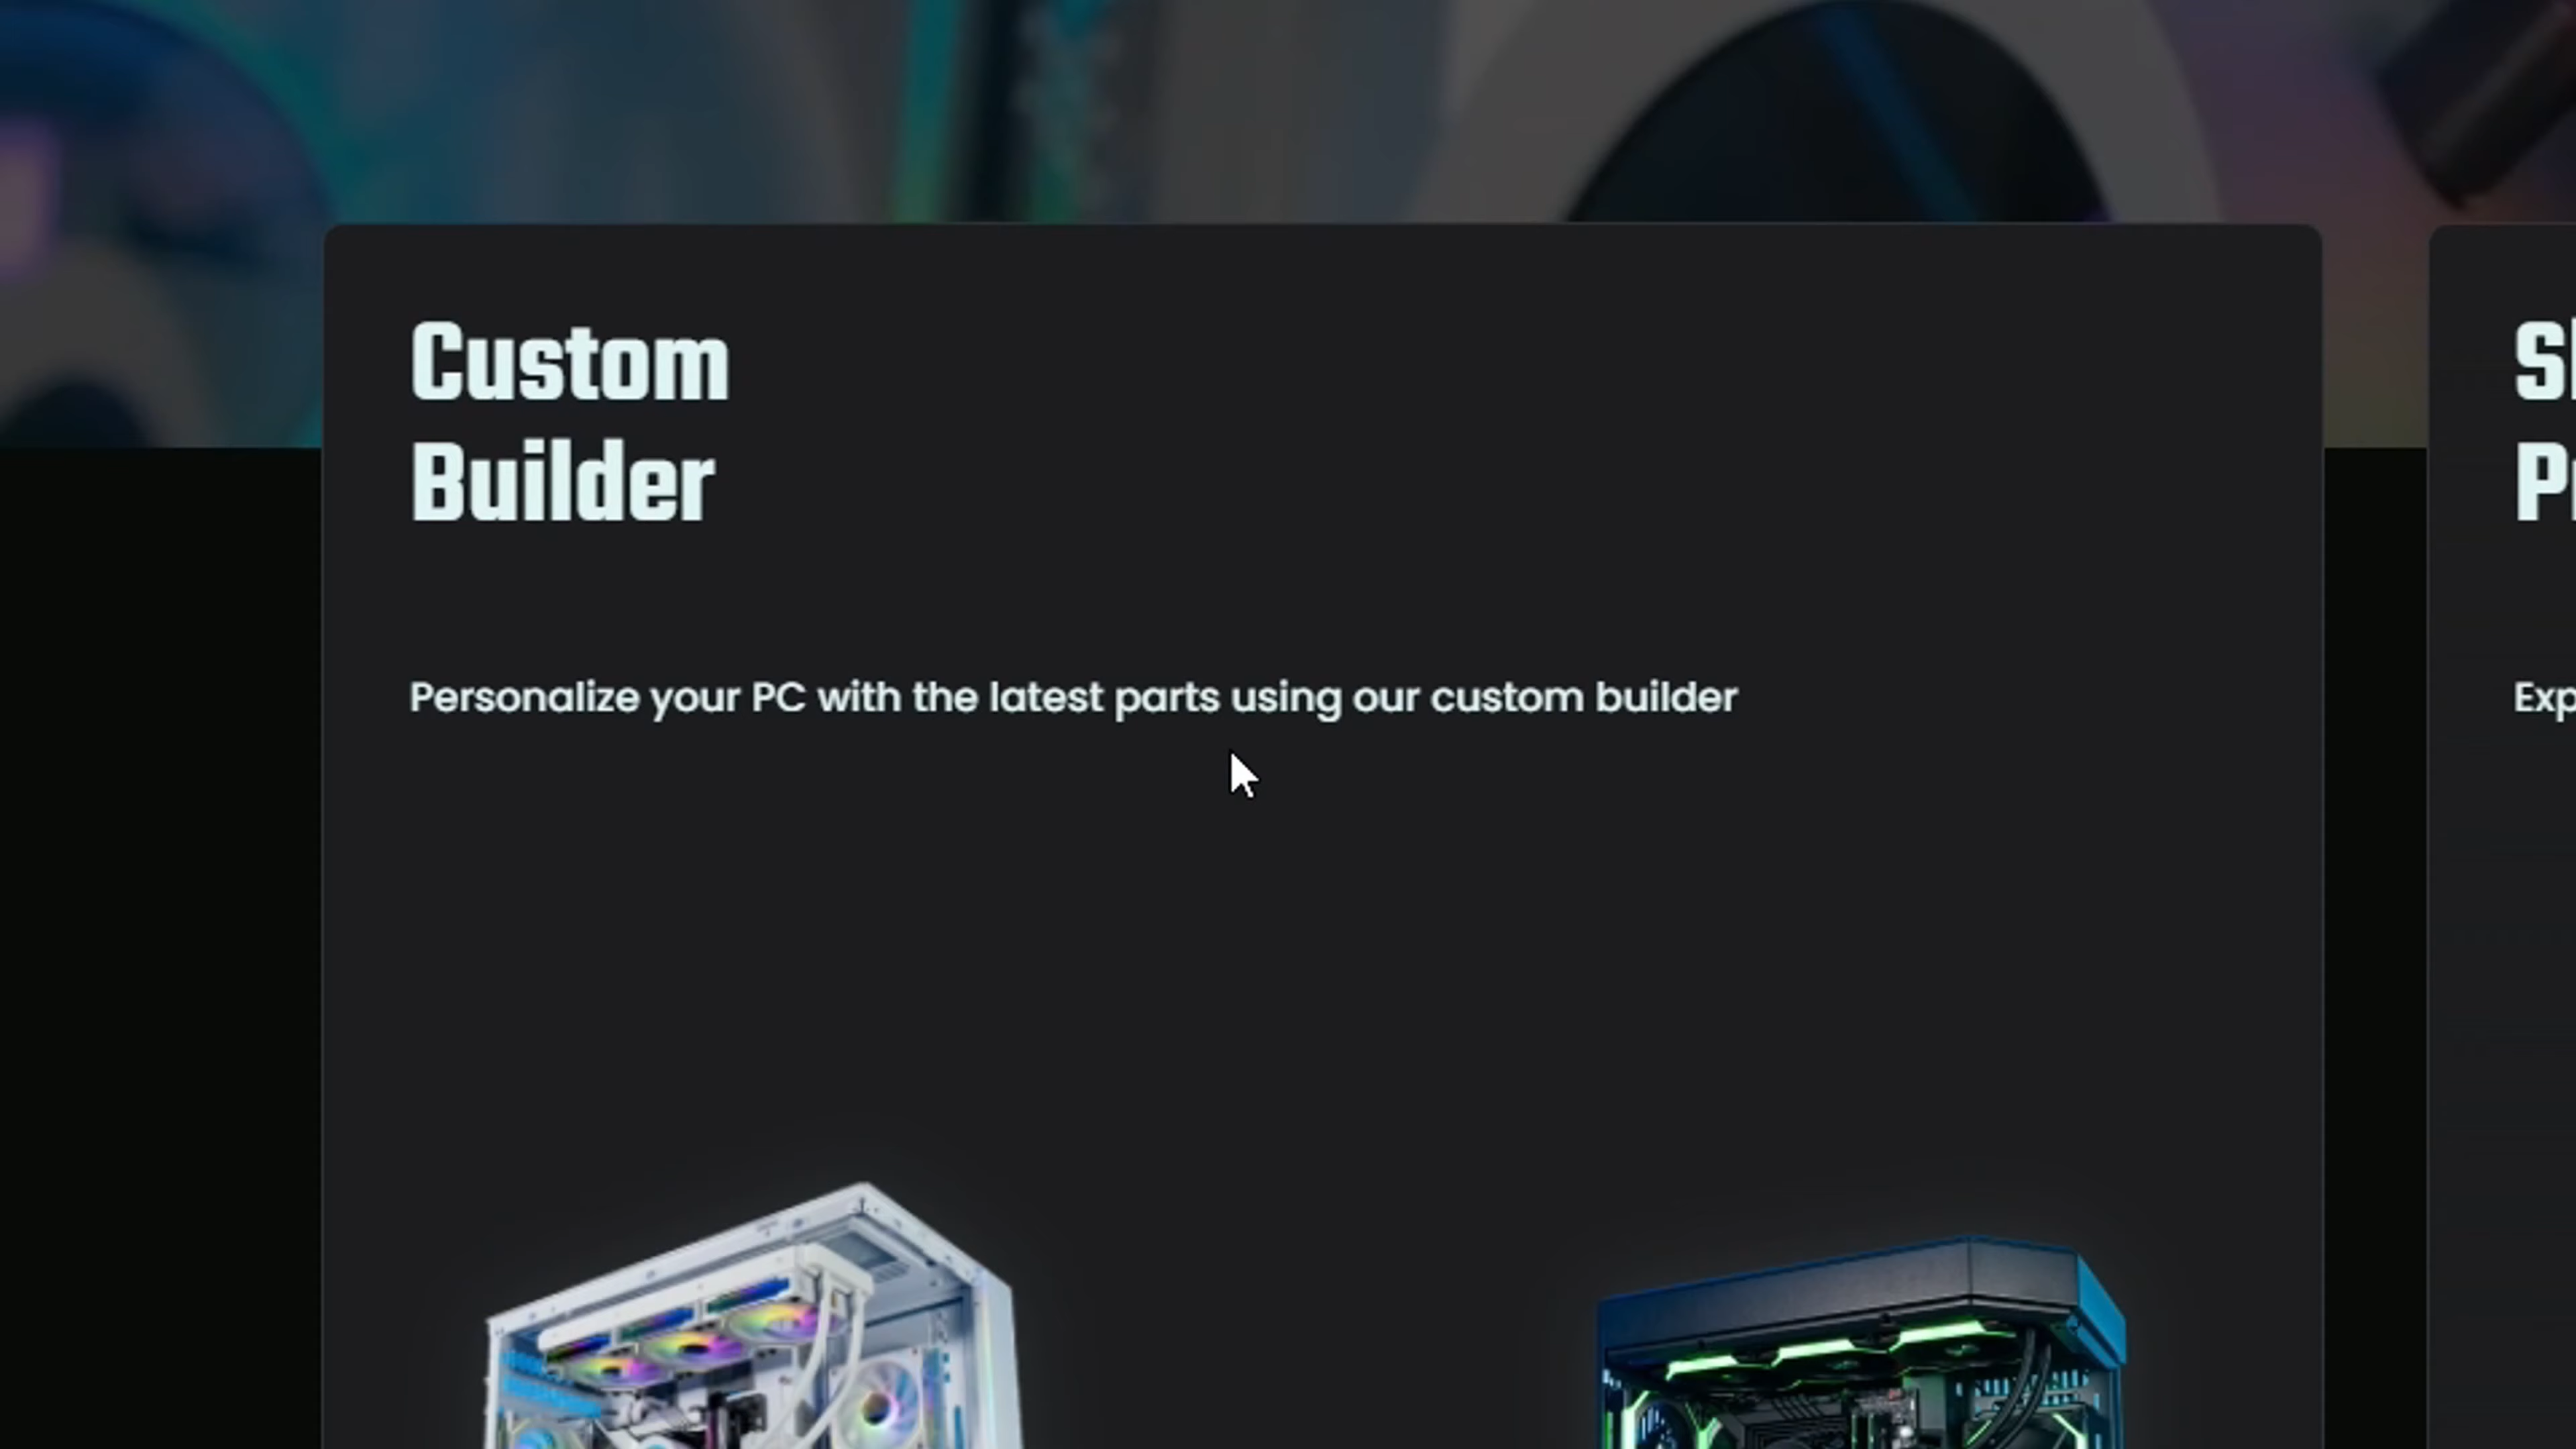 Custom
Builder
Personalize your PC with the latest parts using our custom builder